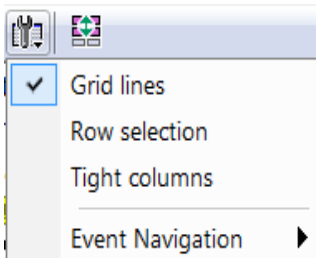 Grid lines
Row selection
Tight columns
Event Navigation